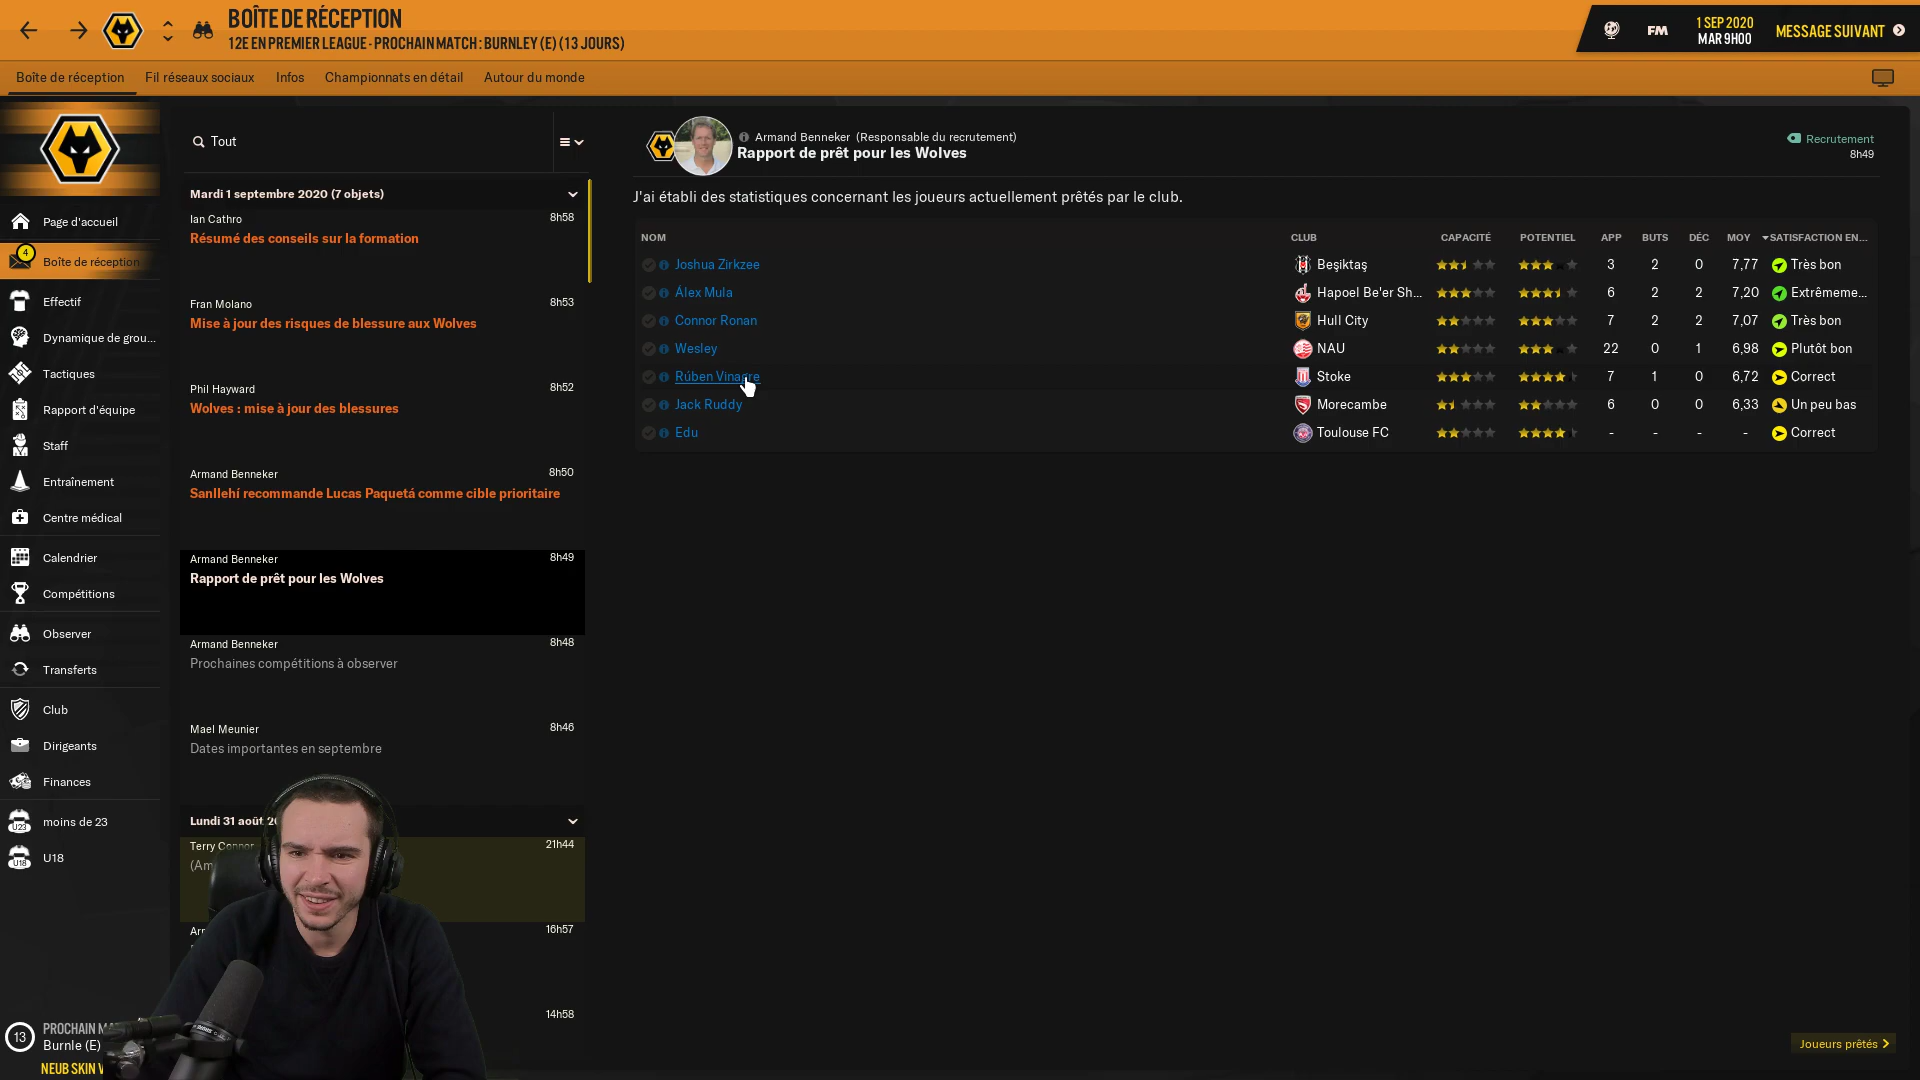 BOÎTE DE RÉCEPTION
12E EN PREMIER LEAGUE · PROCHAIN MATCH : BURNLEY (E) (13 JOURS)
FM
1 SEP 2020
MAR 9H00
MESSAGE SUIVANT
Boîte de réception
Fil réseaux sociaux
Infos
Championnats en détail
Autour du monde
Page d'accueil
4
Boîte de réception
Effectif
Dynamique de grou...
Tactiques
Rapport d'équipe
Staff
Entraînement
Centre médical
Calendrier
Compétitions
Observer
Transferts
Club
Dirigeants
Finances
U23 moins de 23
U18 U18
13
PROCHAIN
Burnle (E)
NEUB SKIN
Tout
Mardi 1 septembre 2020 (7 objets)
Ian Cathro 8h58
Résumé des conseils sur la formation
Fran Molano 8h53
Mise à jour des risques de blessure aux Wolves
Phil Hayward 8h52
Wolves : mise à jour des blessures
Armand Benneker 8h50
Sanllehí recommande Lucas Paquetá comme cible prioritaire
Armand Benneker 8h49
Rapport de prêt pour les Wolves
Armand Benneker 8h48
Prochaines compétitions à observer
Mael Meunier 8h46
Dates importantes en septembre
Lundi 31 août
Terry Connor 21h44
(Am
16h57
14h58
Armand Benneker (Responsable du recrutement)
Rapport de prêt pour les Wolves
Recrutement
8h49
J'ai établi des statistiques concernant les joueurs actuellement prêtés par le club.
NOM CLUB CAPACITÉ POTENTIEL APP BUTS DÉC MOY SATISFACTION EN...
Joshua Zirkzee Beşiktaş 3 2 0 7,77 Très bon
Álex Mula Hapoel Be'er Sh... 6 2 2 7,20 Extrêmeme...
Connor Ronan Hull City 7 2 2 7,07 Très bon
Wesley NAU 22 0 1 6,98 Plutôt bon
Rúben Vinagre Stoke 7 1 0 6,72 Correct
Jack Ruddy Morecambe 6 0 0 6,33 Un peu bas
Edu Toulouse FC - - - - Correct
Joueurs prêtés